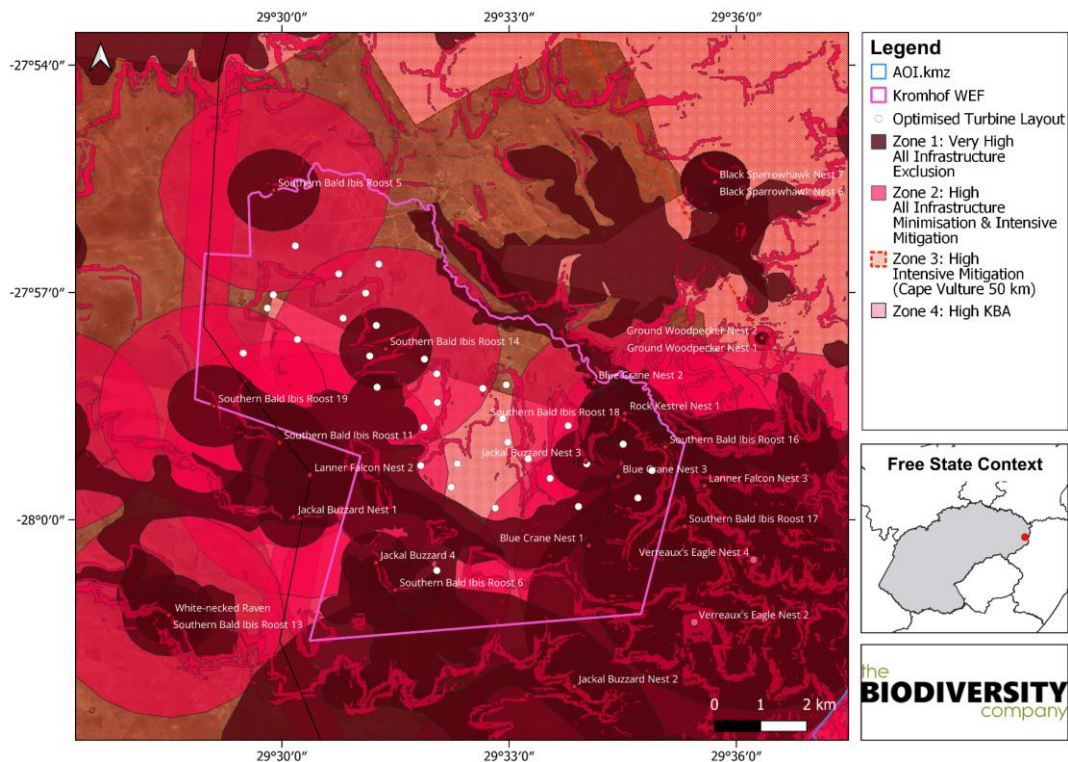 29°30′0″ 29°33′0″ 29°36′0″
-27°54′0″
-27°57′0″
-28°0′0″
Black Sparrowhawk Nest 7
Southern Bald Ibis Roost 5
Black Sparrowhawk Nest 6
Ground Woodpecker Nest 2
Southern Bald Ibis Roost 14
Ground Woodpecker Nest 1
Blue Crane Nest 2
Southern Bald Ibis Roost 19
Rock Kestrel Nest 1
Southern Bald Ibis Roost 18
Southern Bald Ibis Roost 11
Southern Bald Ibis Roost 16
Jackal Buzzard Nest 3
Lanner Falcon Nest 2
Blue Crane Nest 3
Lanner Falcon Nest 3
Jackal Buzzard Nest 1
Southern Bald Ibis Roost 17
Blue Crane Nest 1
Jackal Buzzard 4
Verreaux's Eagle Nest 4
Southern Bald Ibis Roost 6
White-necked Raven
Verreaux's Eagle Nest 2
Southern Bald Ibis Roost 13
Jackal Buzzard Nest 2
0 1 2 km
29°30′0″ 29°33′0″ 29°36′0″
Legend
AOI.kmz
Kromhof WEF
Optimised Turbine Layout
Zone 1: Very High
All Infrastructure
Exclusion
Zone 2: High
All Infrastructure
Minimisation & Intensive
Mitigation
Zone 3: High
Intensive Mitigation
(Cape Vulture 50 km)
Zone 4: High KBA
Free State Context
the
BIODIVERSITY
company